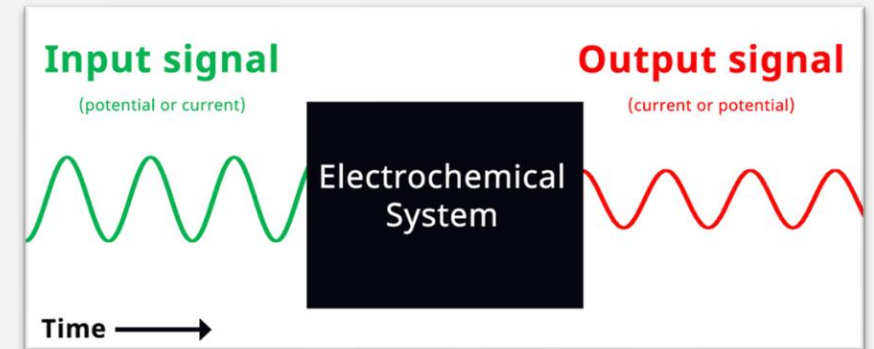 Input signal
(potential or current)
Output signal
(current or potential)
Electrochemical
System
Time